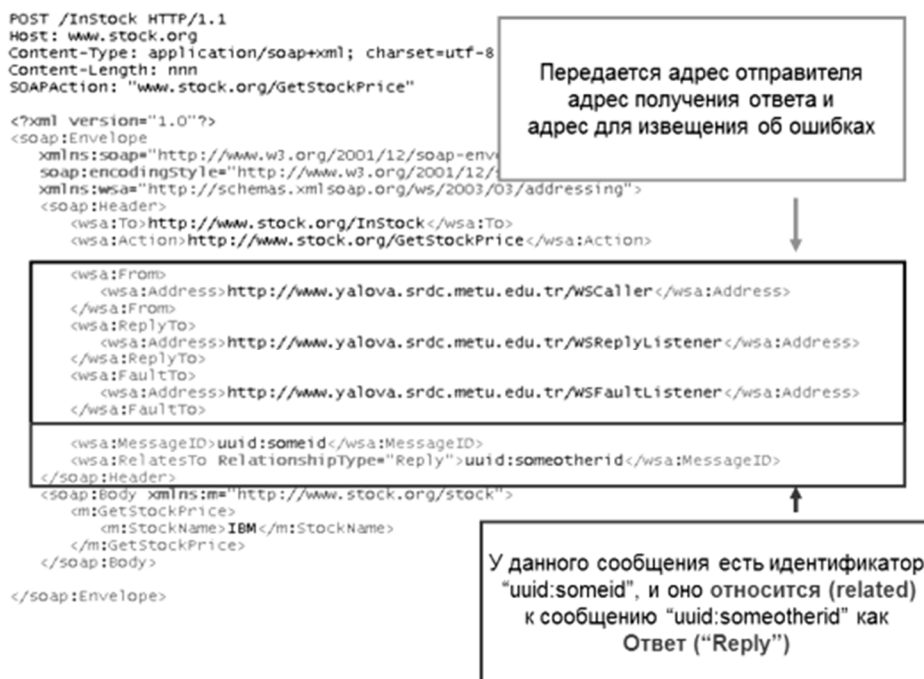 POST /InStock HTTP/1.1
Host: www.stock.org
Content-Type: application/soap+xml; charset=utf-8
Content-Length: nnn
SOAPAction: "www.stock.org/GetStockPrice"
<?xml version="1.0"?>
<soap:Envelope
xmlns:soap="http://www.w3.org/2001/12/soap-env
soap:encodingStyle="http://www.w3.org/2001/12/s
xmlns:wsa="http://schemas.xmlsoap.org/ws/2003/03/addressing">
<soap:Header>
<wsa:To>http://www.stock.org/InStock</wsa:To>
<wsa:Action>http://www.stock.org/GetStockPrice</wsa:Action>
Передается адрес отправителя
адрес получения ответа и
адрес для извещения об ошибках
<wsa:From>
<wsa:Address>http://www.yalova.srdc.metu.edu.tr/WSCaller</wsa:Address>
</wsa:From>
<wsa:ReplyTo>
<wsa:Address>http://www.yalova.srdc.metu.edu.tr/WSReplyListener</wsa:Address>
</wsa:ReplyTo>
<wsa:FaultTo>
<wsa:Address>http://www.yalova.srdc.metu.edu.tr/WSFaultListener</wsa:Address>
</wsa:FaultTo>
<wsa:MessageID>uuid:someid</wsa:MessageID>
<wsa:RelatesTo RelationshipType="Reply">uuid:someotherid</wsa:MessageID>
</soap:Header>
<soap:Body xmlns:m="http://www.stock.org/stock">
<m:GetStockPrice>
<m:StockName>IBM</m:StockName>
</m:GetStockPrice>
</soap:Body>
</soap:Envelope>
У данного сообщения есть идентификатор
“uuid:someid”, и оно относится (related)
к сообщению “uuid:someotherid” как
Ответ (“Reply”)